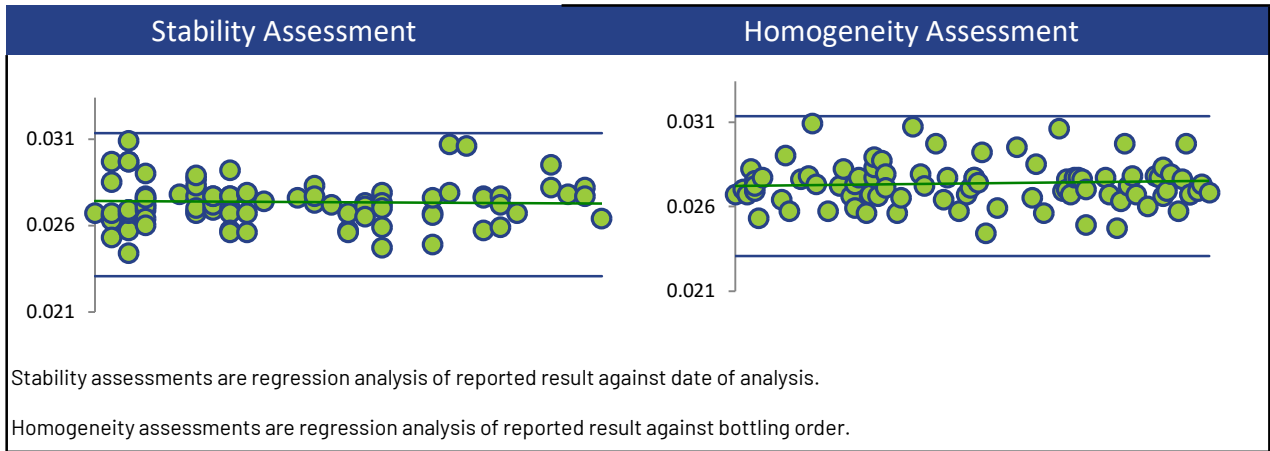 Stability Assessment
Homogeneity Assessment
0.031
0.026
0.021
0.031
0.026
0.021
Stability assessments are regression analysis of reported result against date of analysis.
Homogeneity assessments are regression analysis of reported result against bottling order.